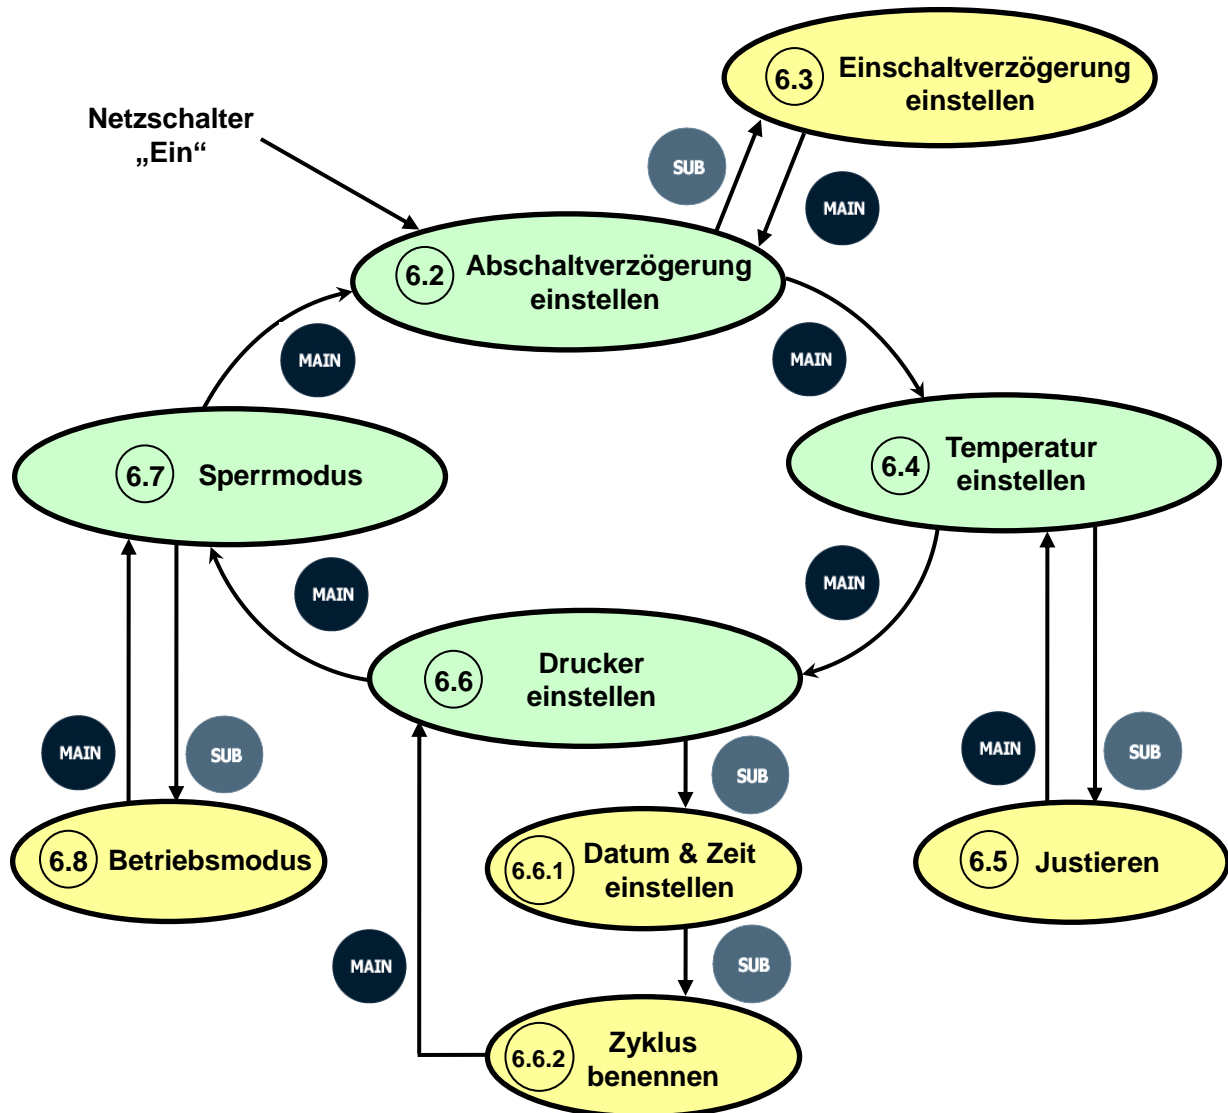 6.3
Einschaltverzögerung
einstellen
Netzschalter
„Ein“
SUB
MAIN
6.2
Abschaltverzögerung
einstellen
MAIN
MAIN
6.7
Sperrmodus
6.4
Temperatur
einstellen
MAIN
MAIN
6.6
Drucker
einstellen
MAIN
SUB
SUB
MAIN
SUB
6.8
Betriebsmodus
6.6.1
Datum & Zeit
einstellen
6.5
Justieren
MAIN
SUB
6.6.2
Zyklus
benennen